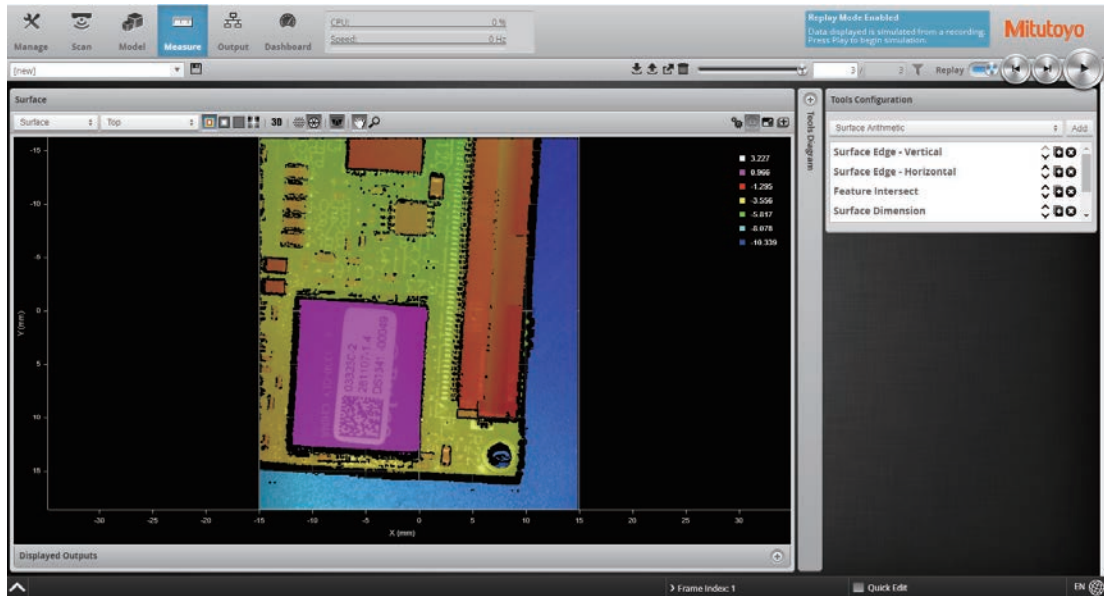 Manage Scan Model Measure Output Dashboard
CPU: 0 %
Speed: 0 Hz
Replay Mode Enabled
Data displayed is simulated from a recording.
Press Play to begin simulation.
Mitutoyo
[new]
3 / 3 Replay
Surface
Surface Top 3D
Tools Diagram
Tools Configuration
Surface Arithmetic Add
Surface Edge - Vertical
Surface Edge - Horizontal
Feature Intersect
Surface Dimension
3.227
0.966
-1.295
-3.556
-5.817
-8.078
-10.339
-15
-10
-5
0
5
10
15
Y (mm)
03323C-2
281107-1.4
-30 -25 -20 -15 -10 -5 0 5 10 15 20 25 30
X (mm)
Displayed Outputs
Frame Index: 1
Quick Edit
EN